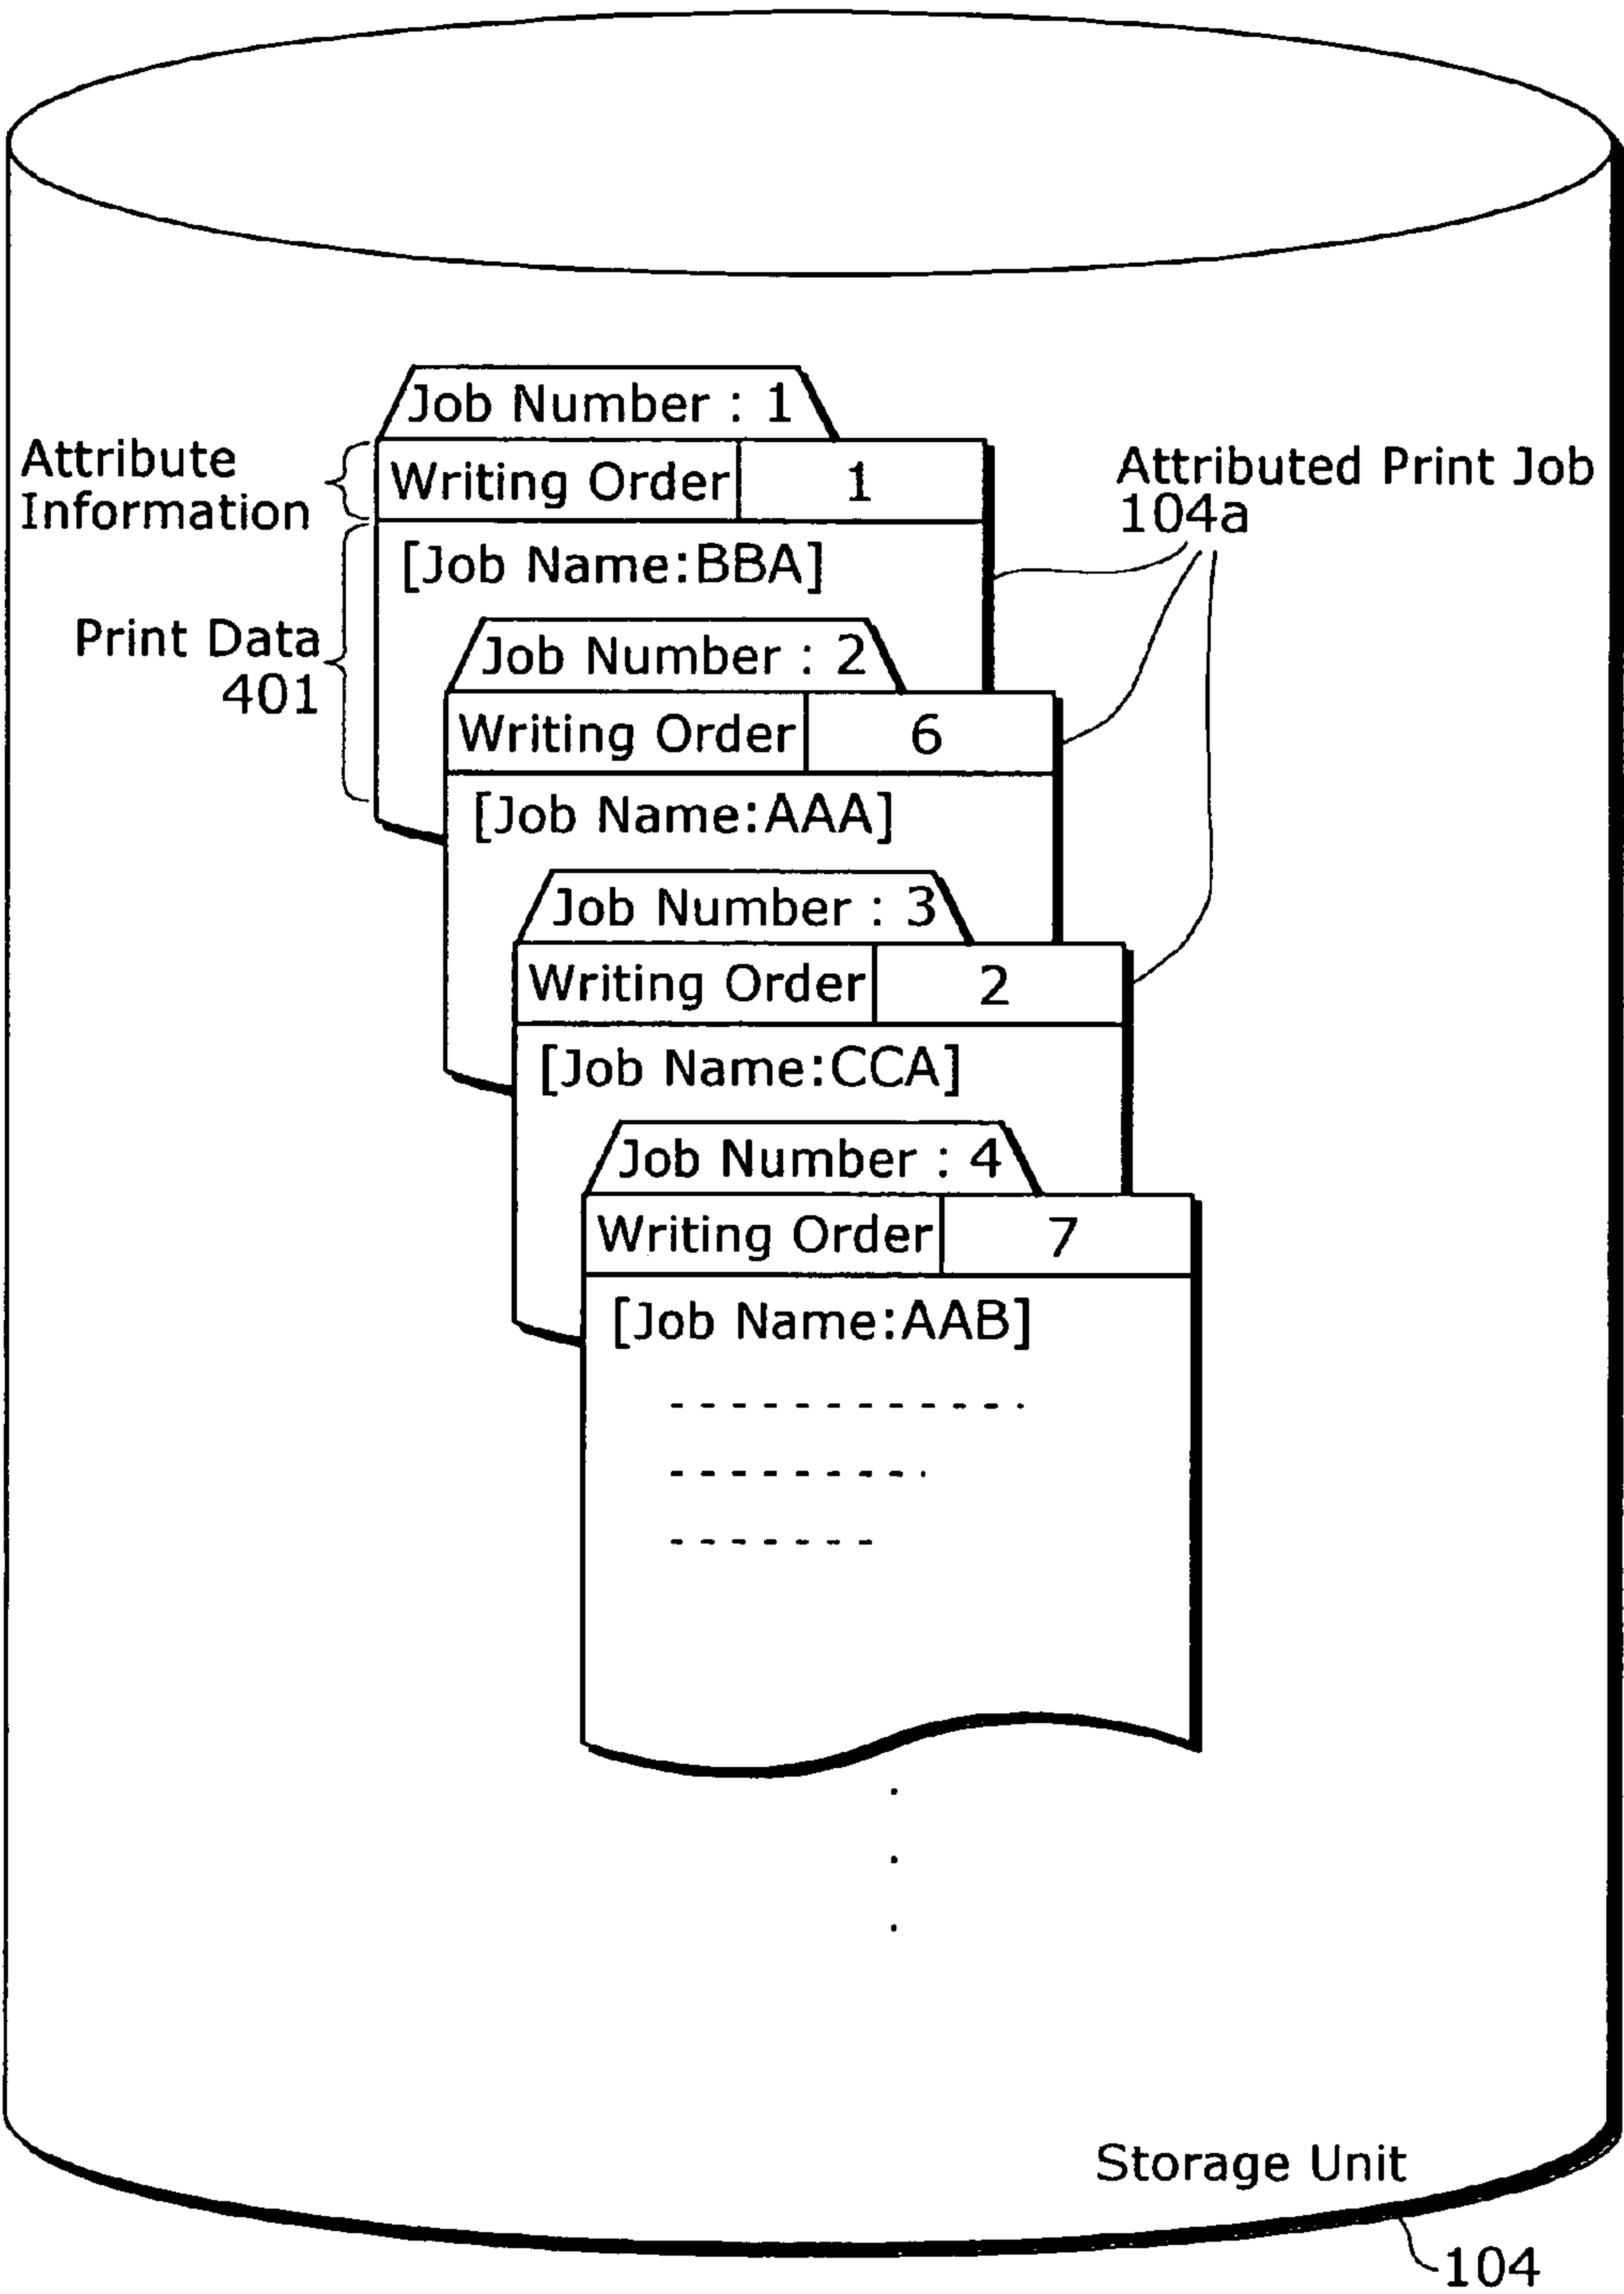 Job Number : 1
Attribute
Information
Writing Order 1
Attributed Print Job
104a
[Job Name:BBA]
Print Data
401
Job Number : 2
Writing Order 6
[Job Name:AAA]
Job Number : 3
Writing Order 2
[Job Name:CCA]
Job Number : 4
Writing Order 7
[Job Name:AAB]
Storage Unit
104